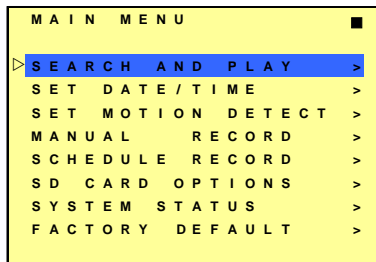 MAIN MENU
SEARCH AND PLAY >
SET DATE/TIME >
SET MOTION DETECT >
MANUAL RECORD >
SCHEDULE RECORD >
SD CARD OPTIONS >
SYSTEM STATUS >
FACTORY DEFAULT >